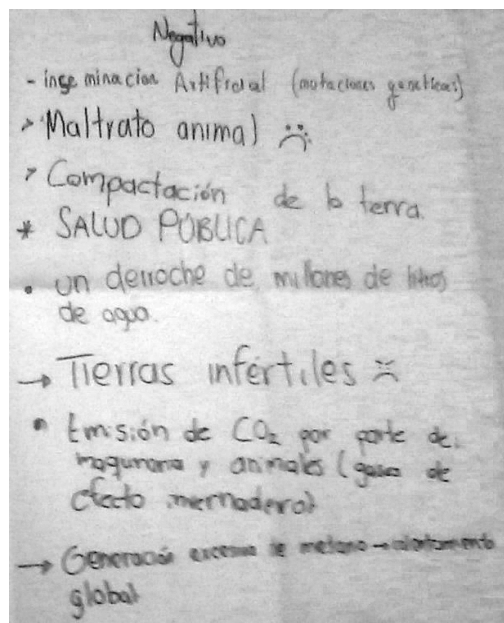 Negativo
- inseminacion Artificial (mutaciones geneticas)
> Maltrato animal
> Compactación de la tierra.
* SALUD PÚBLICA
• un derroche de millones de litros
de agua.
→ Tierras infértiles
• Emisión de CO₂ por parte de
maquinaria y animales (gases de
efecto invernadero)
→ Generación excesiva de metano → calentamiento
global